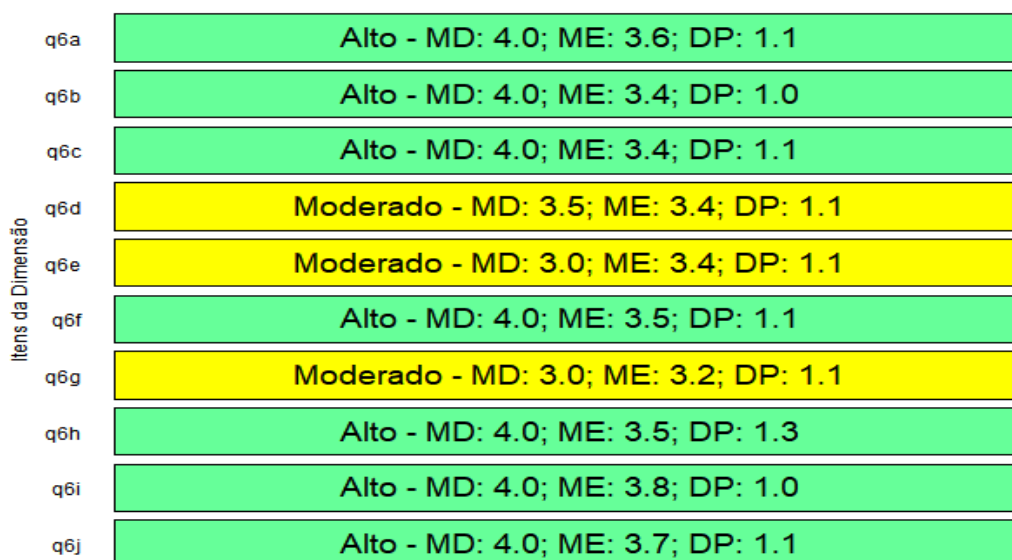 Itens da Dimensão
q6a Alto - MD: 4.0; ME: 3.6; DP: 1.1
q6b Alto - MD: 4.0; ME: 3.4; DP: 1.0
q6c Alto - MD: 4.0; ME: 3.4; DP: 1.1
q6d Moderado - MD: 3.5; ME: 3.4; DP: 1.1
q6e Moderado - MD: 3.0; ME: 3.4; DP: 1.1
q6f Alto - MD: 4.0; ME: 3.5; DP: 1.1
q6g Moderado - MD: 3.0; ME: 3.2; DP: 1.1
q6h Alto - MD: 4.0; ME: 3.5; DP: 1.3
q6i Alto - MD: 4.0; ME: 3.8; DP: 1.0
q6j Alto - MD: 4.0; ME: 3.7; DP: 1.1